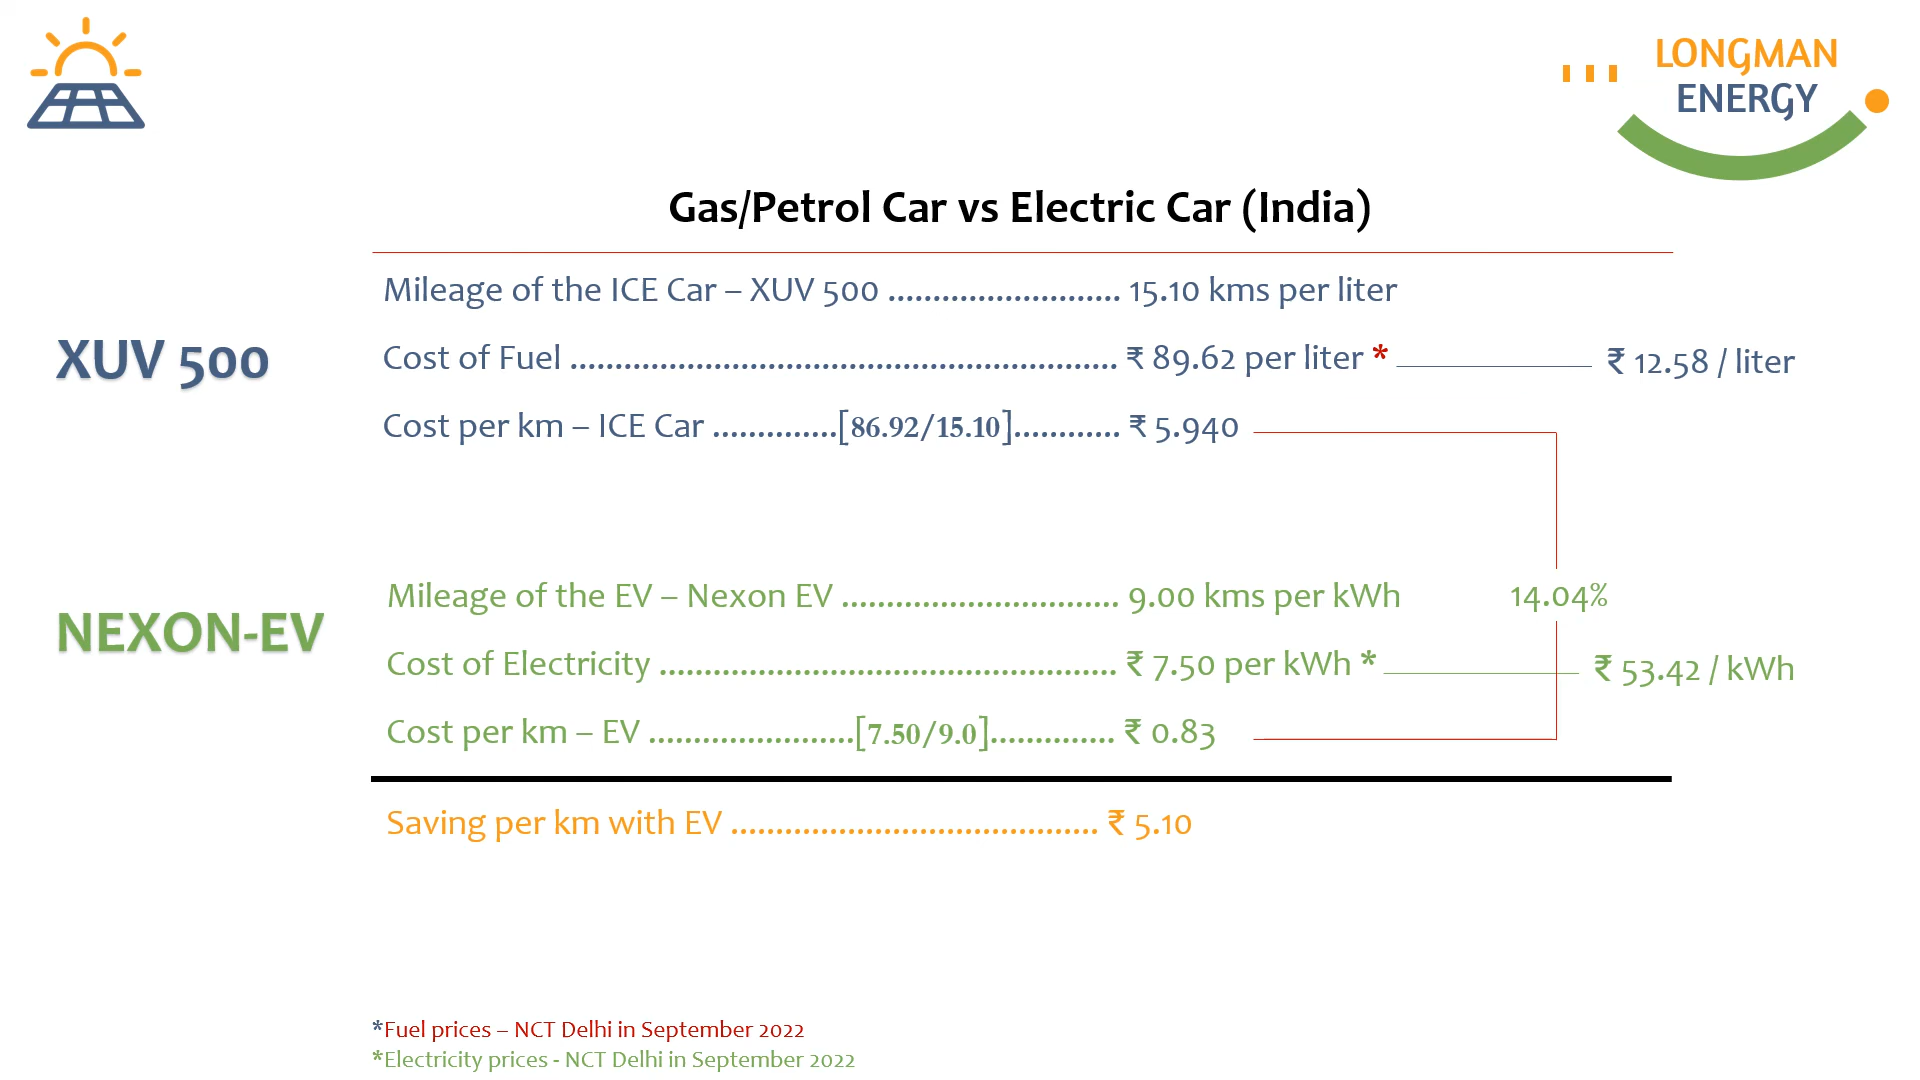 LONGMAN
ENERGY
Gas/Petrol Car vs Electric Car (India)
Mileage of the ICE Car – XUV 500 .......................... 15.10 kms per liter
XUV 500
Cost of Fuel ............................................................. ₹ 89.62 per liter * ₹ 12.58 / liter
Cost per km – ICE Car ..............[86.92/15.10]............ ₹ 5.940
Mileage of the EV – Nexon EV ............................... 9.00 kms per kWh 14.04%
NEXON-EV
Cost of Electricity ................................................... ₹ 7.50 per kWh * ₹ 53.42 / kWh
Cost per km – EV .......................[7.50/9.0].............. ₹ 0.83
Saving per km with EV ......................................... ₹ 5.10
*Fuel prices – NCT Delhi in September 2022
*Electricity prices - NCT Delhi in September 2022